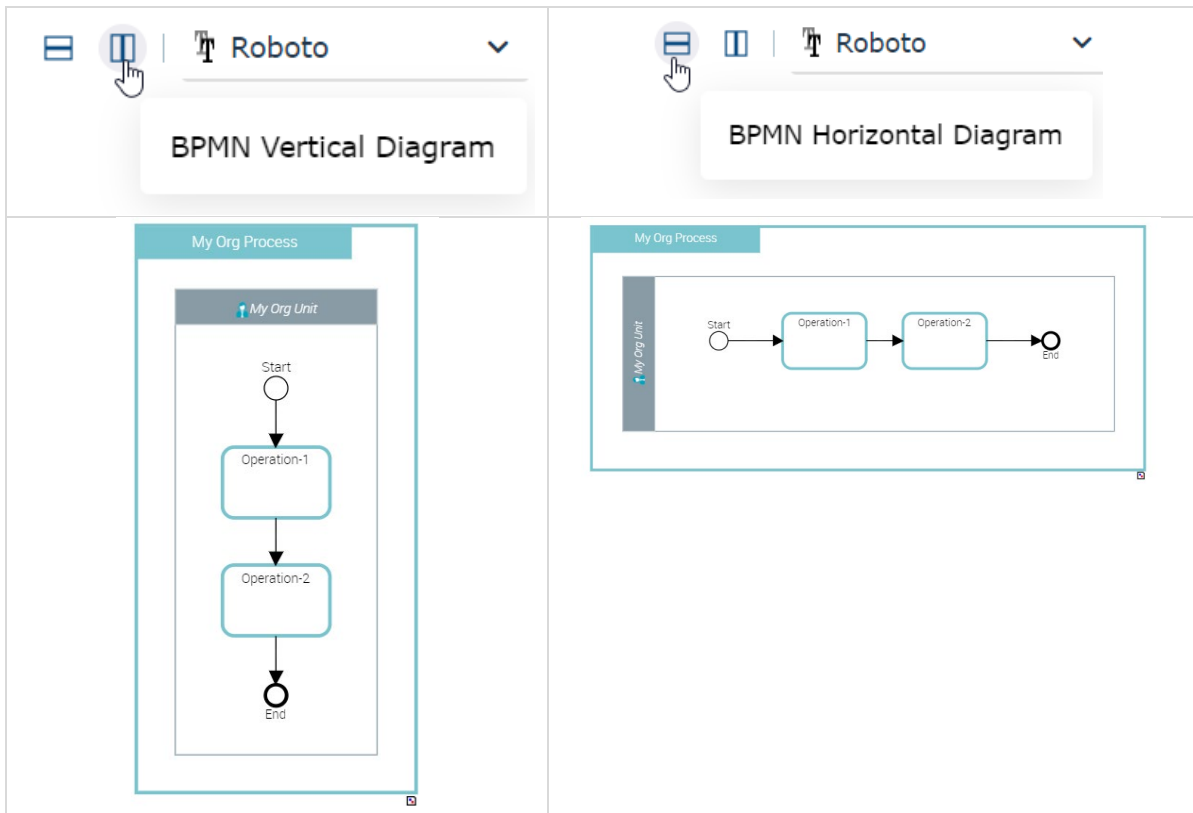 Roboto
BPMN Vertical Diagram
Roboto
BPMN Horizontal Diagram
My Org Process
My Org Unit
Start
Operation-1
Operation-2
End
My Org Process
My Org Unit
Start
Operation-1
Operation-2
End